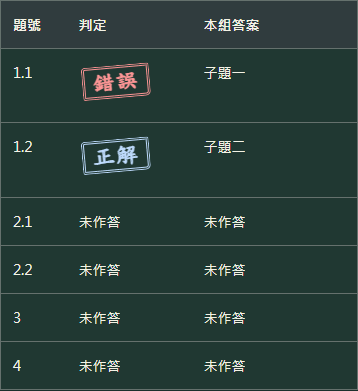 題號 判定 本組答案
1.1 錯誤 子題一
1.2 正解 子題二
2.1 未作答 未作答
2.2 未作答 未作答
3 未作答 未作答
4 未作答 未作答